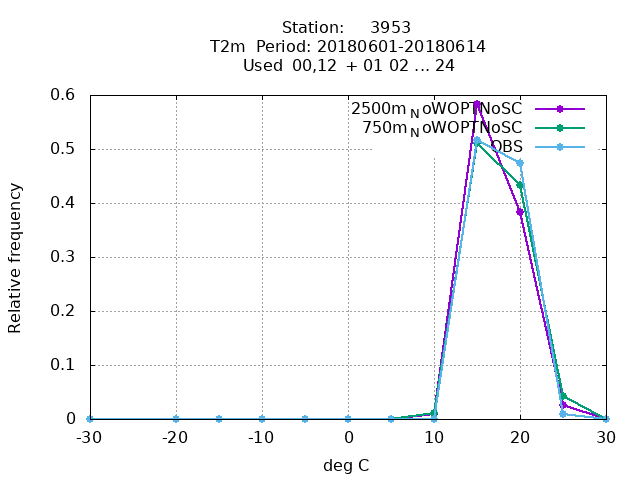 Station: 3953
T2m Period: 20180601-20180614
Used 00,12 + 01 02 ... 24
2500m_NoWOPTNoSC
750m_NoWOPTNoSC
OBS
0.6
0.5
0.4
0.3
0.2
0.1
0
Relative frequency
-30 -20 -10 0 10 20 30
deg C